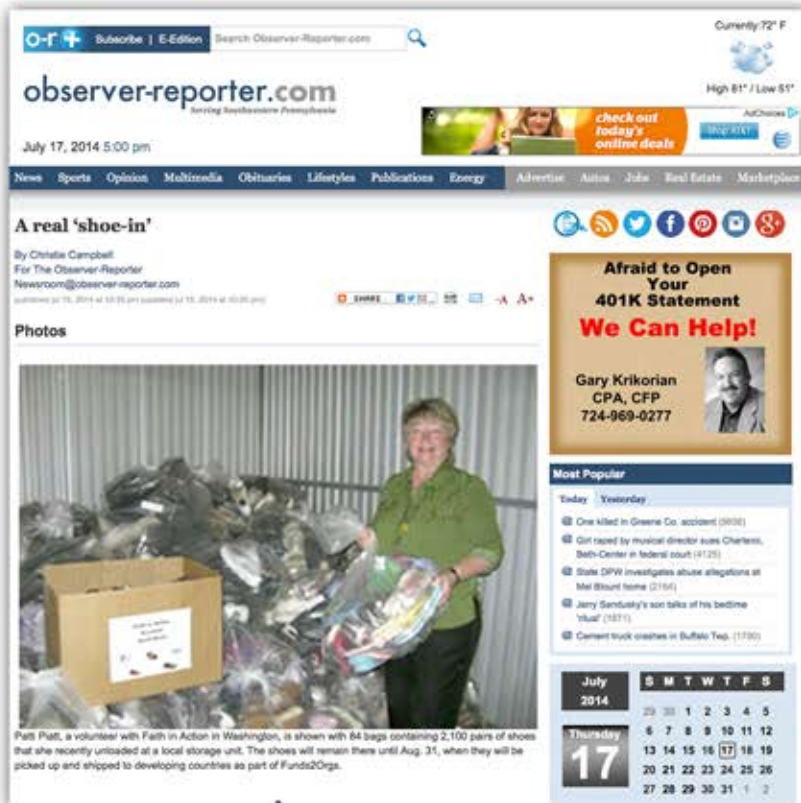 o-r +
Subscribe | E-Edition
Search Observer-Reporter.com
Currently:72° F
High 81° / Low 51°
observer-reporter.com
Serving Southwestern Pennsylvania
July 17, 2014 5:00 pm
check out
today's
online deals
Shop AT&T
AdChoices
News Sports Opinion Multimedia Obituaries Lifestyles Publications Energy Advertise Autos Jobs Real Estate Marketplace
A real 'shoe-in'
By Christie Campbell
For The Observer-Reporter
Newsroom@observer-reporter.com
SHARE
-A A+
Photos
Patti Piatt, a volunteer with Faith in Action in Washington, is shown with 84 bags containing 2,100 pairs of shoes
that she recently unloaded at a local storage unit. The shoes will remain there until Aug. 31, when they will be
picked up and shipped to developing countries as part of Funds2Orgs.
Afraid to Open
Your
401K Statement
We Can Help!
Gary Krikorian
CPA, CFP
724-969-0277
Most Popular
Today Yesterday
One killed in Greene Co. accident
Girl raped by musical director sues Charleroi,
Beth-Center in federal court (4125)
State DPW investigates abuse allegations at
Mel Blount home (2164)
Jerry Sandusky's son talks of his bedtime
'ritual' (1871)
Cement truck crashes in Buffalo Twp.
July
2014
Thursday
17
S M T W T F S
29 30 1 2 3 4 5
6 7 8 9 10 11 12
13 14 15 16 17 18 19
20 21 22 23 24 25 26
27 28 29 30 31 1 2